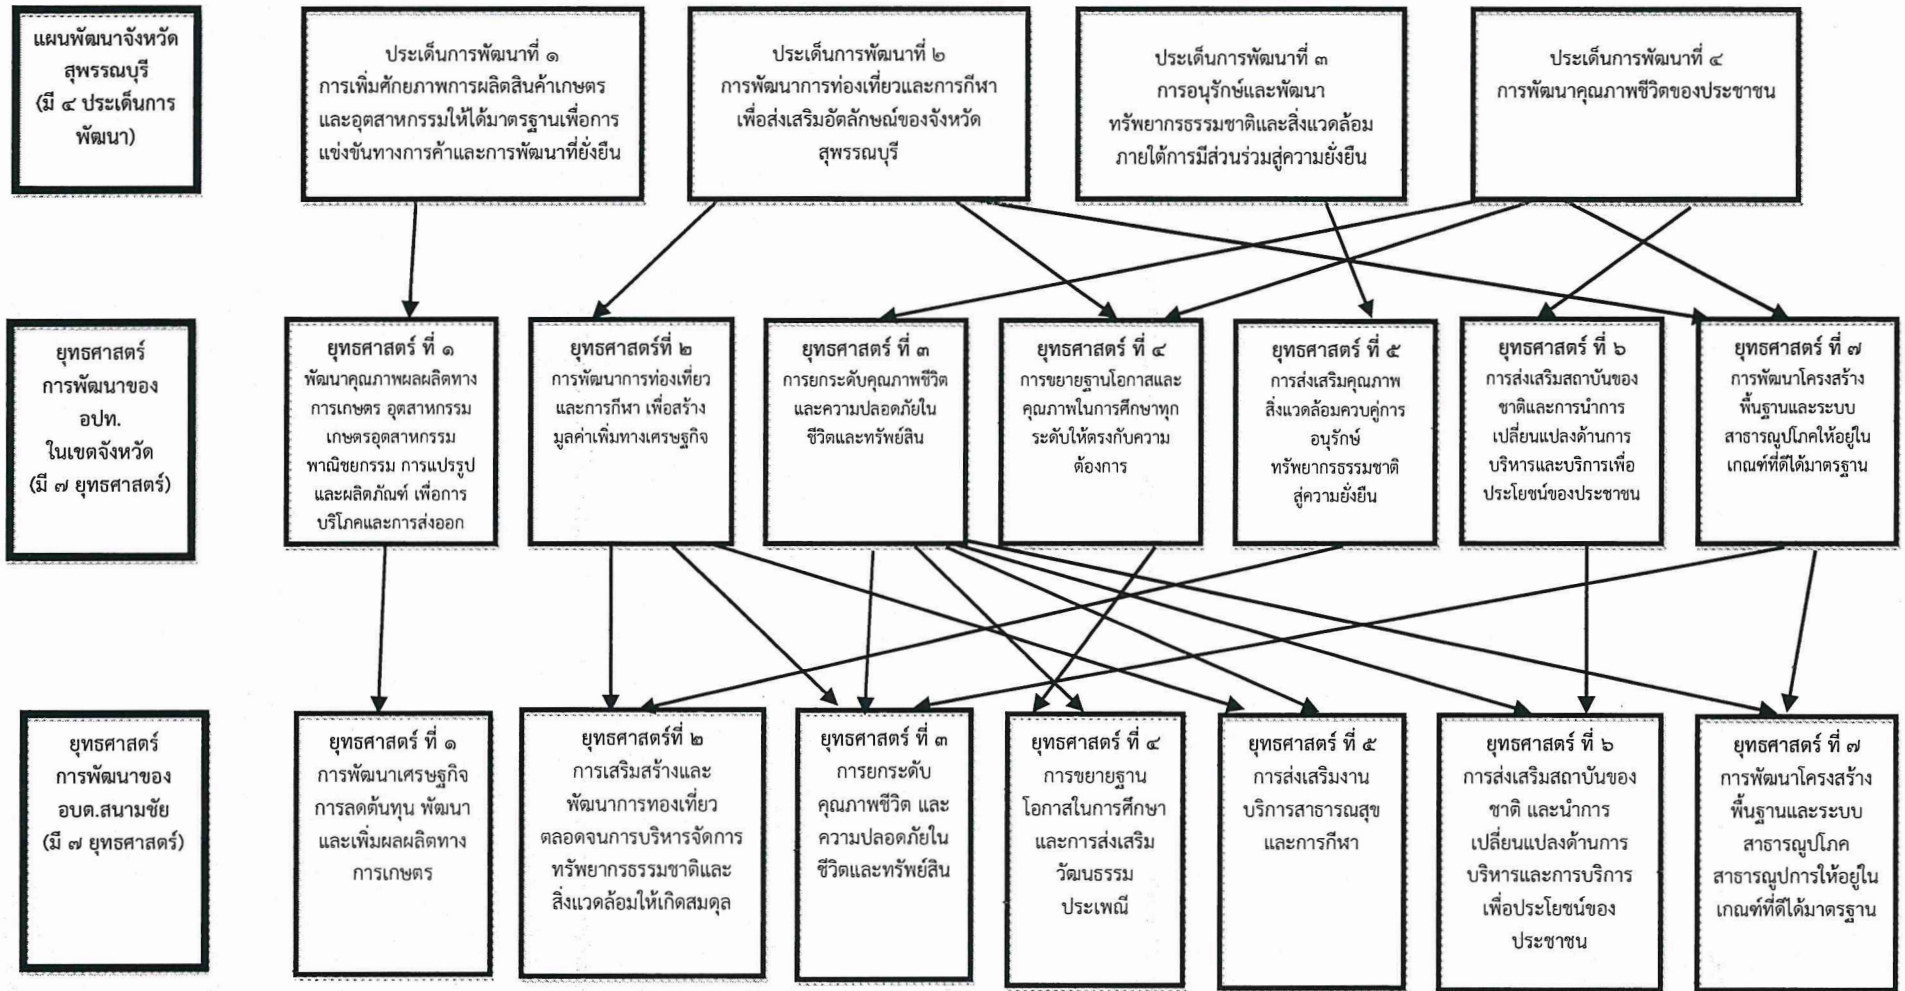 แผนพัฒนาจังหวัด
สุพรรณบุรี
(มี ๔ ประเด็นการ
พัฒนา)
ประเด็นการพัฒนาที่ ๑
การเพิ่มศักยภาพการผลิตสินค้าเกษตร
และอุตสาหกรรมให้ได้มาตรฐานเพื่อการ
แข่งขันทางการค้าและการพัฒนาที่ยั่งยืน
ประเด็นการพัฒนาที่ ๒
การพัฒนาการท่องเที่ยวและการกีฬา
เพื่อส่งเสริมอัตลักษณ์ของจังหวัด
สุพรรณบุรี
ประเด็นการพัฒนาที่ ๓
การอนุรักษ์และพัฒนา
ทรัพยากรธรรมชาติและสิ่งแวดล้อม
ภายใต้การมีส่วนร่วมสู่ความยั่งยืน
ประเด็นการพัฒนาที่ ๔
การพัฒนาคุณภาพชีวิตของประชาชน
ยุทธศาสตร์
การพัฒนาของ
อปท.
ในเขตจังหวัด
(มี ๗ ยุทธศาสตร์)
ยุทธศาสตร์ ที่ ๑
พัฒนาคุณภาพผลผลิตทาง
การเกษตร อุตสาหกรรม
เกษตรอุตสาหกรรม
พาณิชยกรรม การแปรรูป
และผลิตภัณฑ์ เพื่อการ
บริโภคและการส่งออก
ยุทธศาสตร์ที่ ๒
การพัฒนาการท่องเที่ยว
และการกีฬา เพื่อสร้าง
มูลค่าเพิ่มทางเศรษฐกิจ
ยุทธศาสตร์ ที่ ๓
การยกระดับคุณภาพชีวิต
และความปลอดภัยใน
ชีวิตและทรัพย์สิน
ยุทธศาสตร์ ที่ ๔
การขยายฐานโอกาสและ
คุณภาพในการศึกษาทุก
ระดับให้ตรงกับความ
ต้องการ
ยุทธศาสตร์ ที่ ๕
การส่งเสริมคุณภาพ
สิ่งแวดล้อมควบคู่การ
อนุรักษ์
ทรัพยากรธรรมชาติ
สู่ความยั่งยืน
ยุทธศาสตร์ ที่ ๖
การส่งเสริมสถาบันของ
ชาติและการนำการ
เปลี่ยนแปลงด้านการ
บริหารและบริการเพื่อ
ประโยชน์ของประชาชน
ยุทธศาสตร์ ที่ ๗
การพัฒนาโครงสร้าง
พื้นฐานและระบบ
สาธารณูปโภคให้อยู่ใน
เกณฑ์ที่ดีได้มาตรฐาน
ยุทธศาสตร์
การพัฒนาของ
อบต.สนามชัย
(มี ๗ ยุทธศาสตร์)
ยุทธศาสตร์ ที่ ๑
การพัฒนาเศรษฐกิจ
การลดต้นทุน พัฒนา
และเพิ่มผลผลิตทาง
การเกษตร
ยุทธศาสตร์ที่ ๒
การเสริมสร้างและ
พัฒนาการทองเที่ยว
ตลอดจนการบริหารจัดการ
ทรัพยากรธรรมชาติและ
สิ่งแวดล้อมให้เกิดสมดุล
ยุทธศาสตร์ ที่ ๓
การยกระดับ
คุณภาพชีวิต และ
ความปลอดภัยใน
ชีวิตและทรัพย์สิน
ยุทธศาสตร์ ที่ ๔
การขยายฐาน
โอกาสในการศึกษา
และการส่งเสริม
วัฒนธรรม
ประเพณี
ยุทธศาสตร์ ที่ ๕
การส่งเสริมงาน
บริการสาธารณสุข
และการกีฬา
ยุทธศาสตร์ ที่ ๖
การส่งเสริมสถาบันของ
ชาติ และนำการ
เปลี่ยนแปลงด้านการ
บริหารและการบริการ
เพื่อประโยชน์ของ
ประชาชน
ยุทธศาสตร์ ที่ ๗
การพัฒนาโครงสร้าง
พื้นฐานและระบบ
สาธารณูปโภค
สาธารณูปการให้อยู่ใน
เกณฑ์ที่ดีได้มาตรฐาน